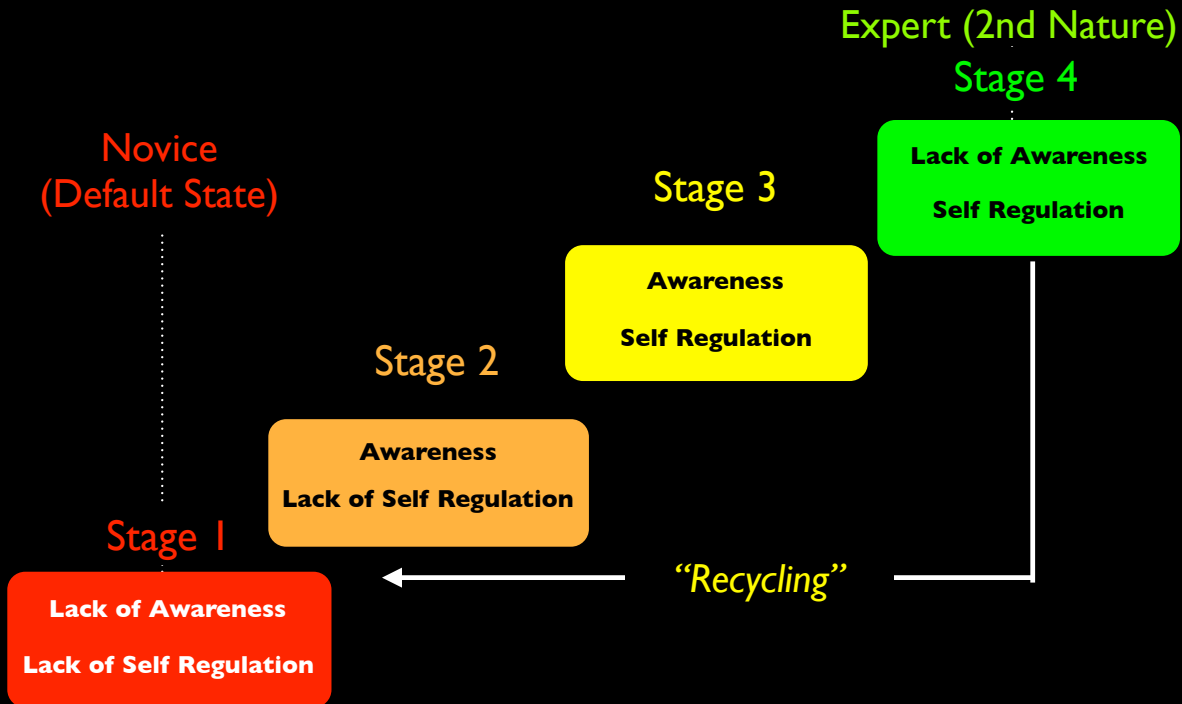 Expert (2nd Nature)
Stage 4
Lack of Awareness
Self Regulation
Novice
(Default State)
Stage 3
Awareness
Self Regulation
Stage 2
Awareness
Lack of Self Regulation
Stage 1
Lack of Awareness
Lack of Self Regulation
“Recycling”